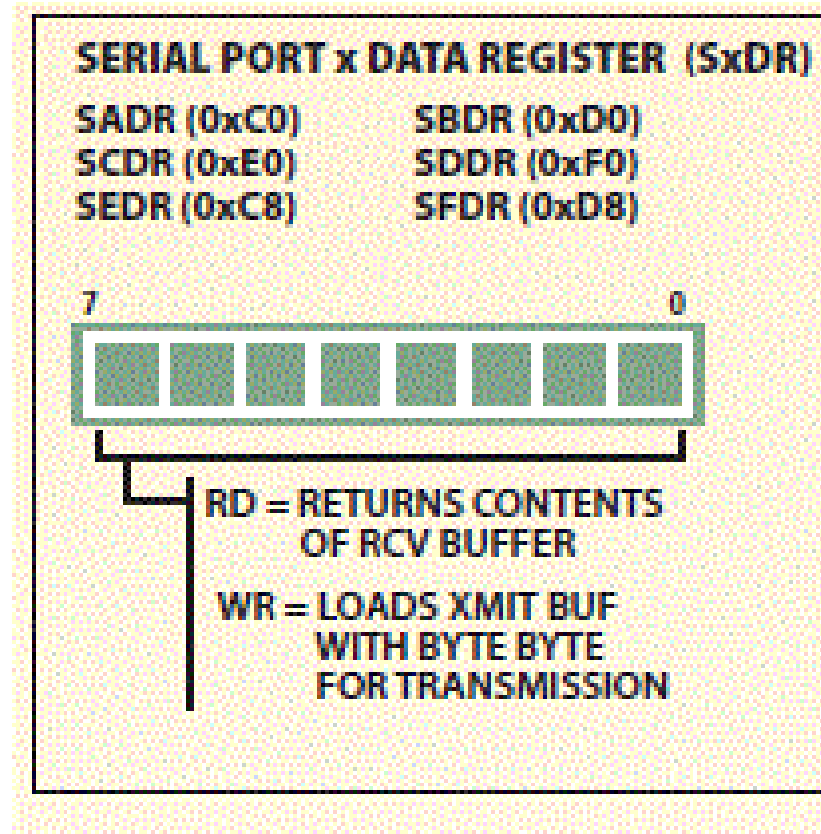 SERIAL PORT x DATA REGISTER (SxDR)
SADR (0xC0) SBDR (0xD0)
SCDR (0xE0) SDDR (0xF0)
SEDR (0xC8) SFDR (0xD8)
7 0
RD = RETURNS CONTENTS
OF RCV BUFFER
WR = LOADS XMIT BUF
WITH BYTE BYTE
FOR TRANSMISSION